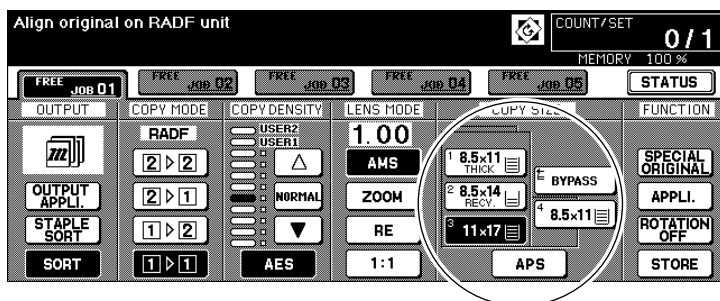 Align original on RADF unit
COUNT/SET
0/1
MEMORY 100 %
FREE JOB 01
FREE JOB 02
FREE JOB 03
FREE JOB 04
FREE JOB 05
STATUS
OUTPUT
COPY MODE
COPY DENSITY
LENS MODE
COPY SIZE
FUNCTION
m
OUTPUT
APPLI.
STAPLE
SORT
SORT
RADF
2▷2
2▷1
1▷2
1▷1
USER2
USER1
△
NORMAL
▼
AES
1.00
AMS
ZOOM
RE
1:1
1 8.5x11
THICK
2 8.5x14
RECY.
3 11x17
BYPASS
4 8.5x11
APS
SPECIAL
ORIGINAL
APPLI.
ROTATION
OFF
STORE